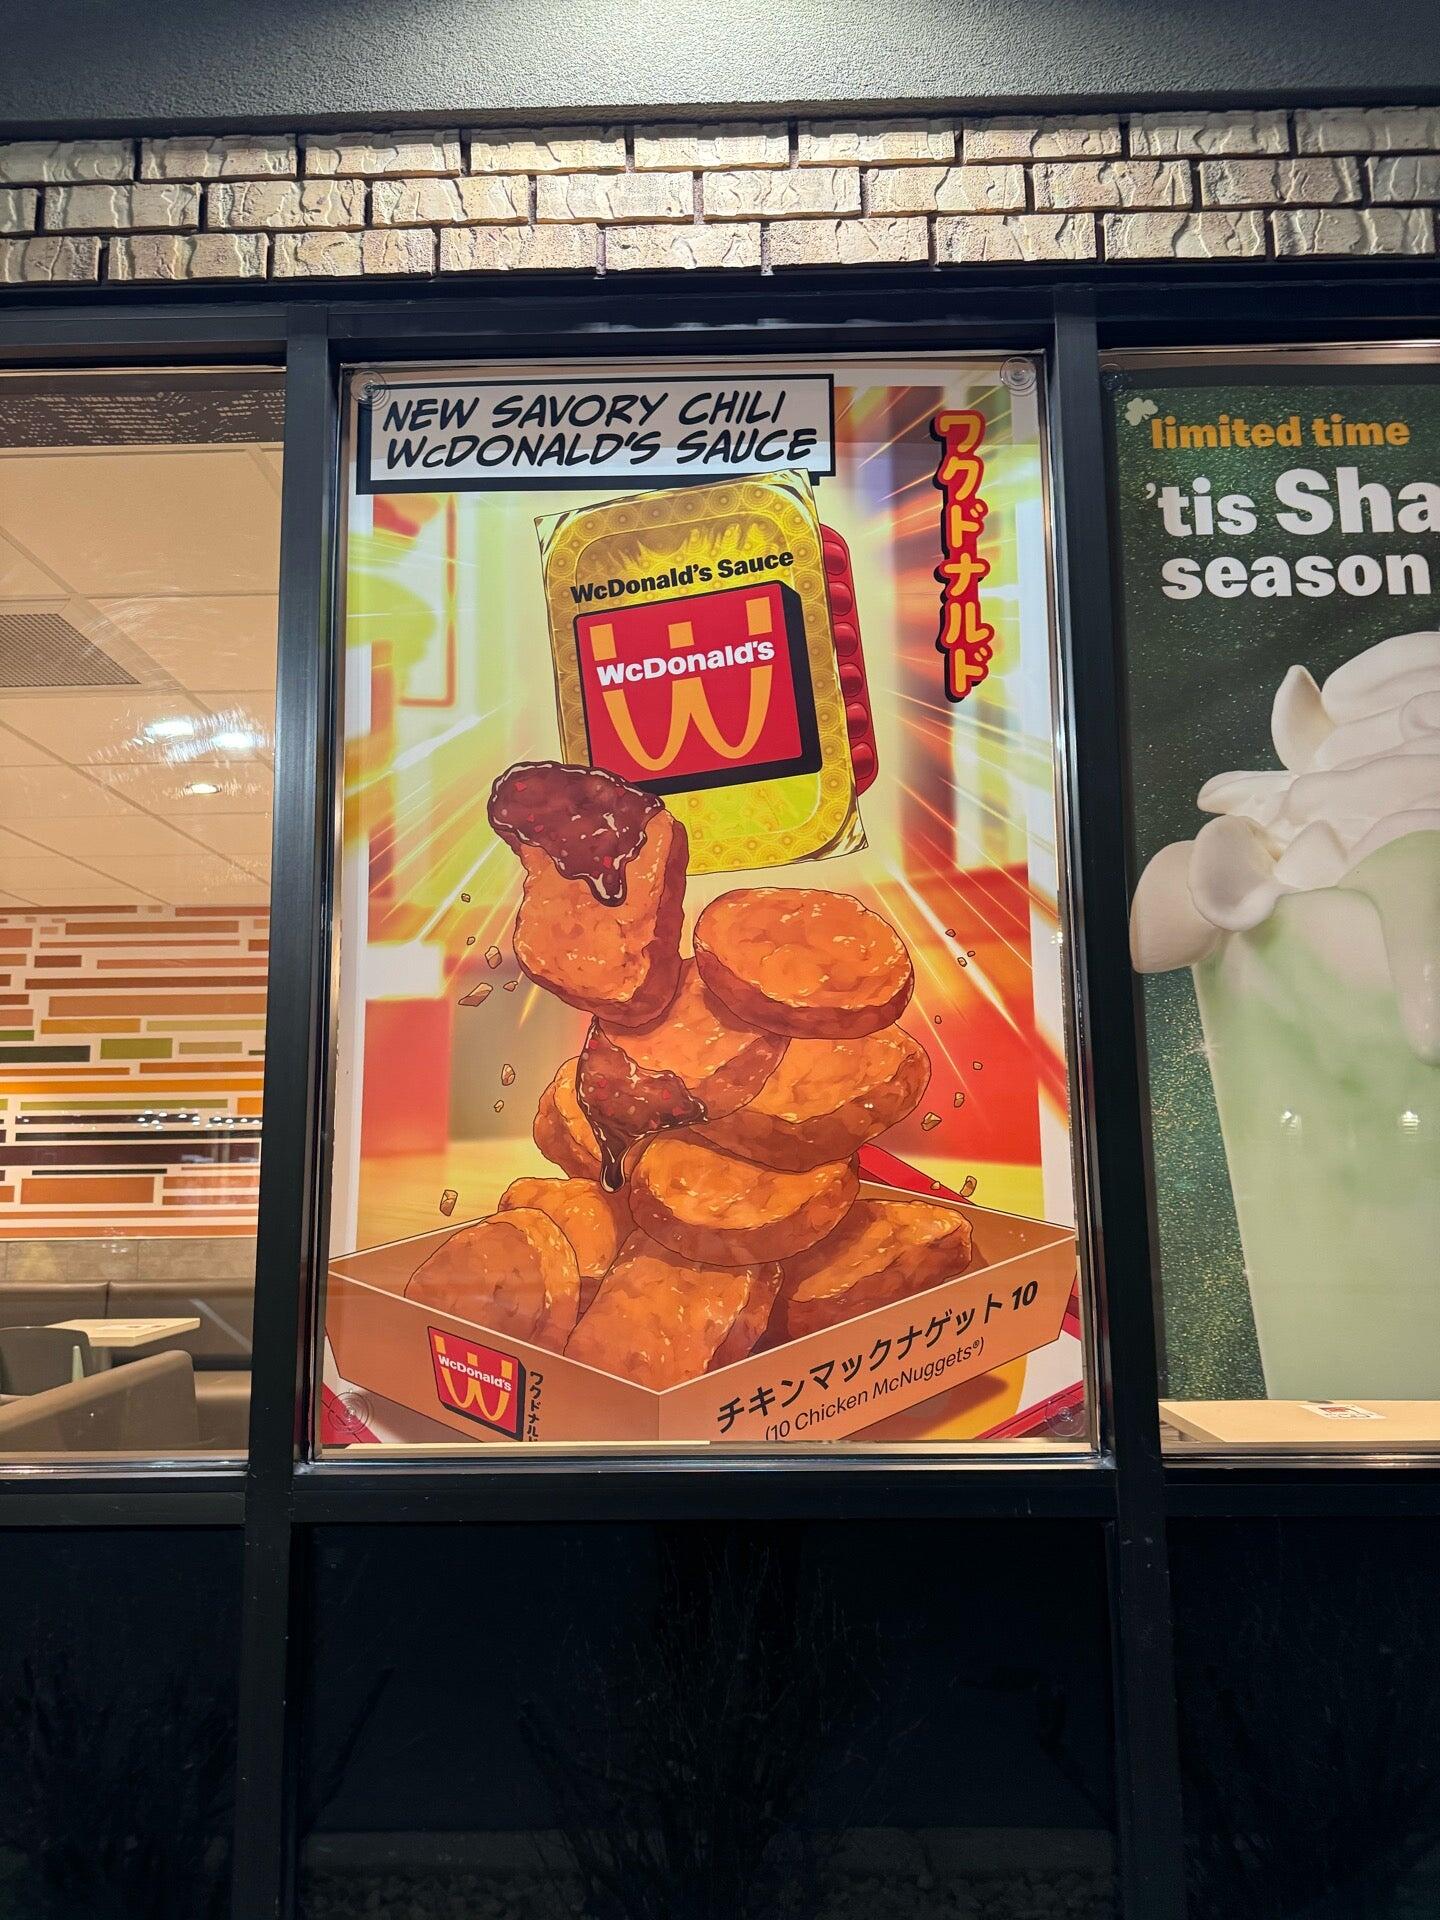 NEW SAVORY CHILI
WcDONALD'S SAUCE
ワクドナルド
WcDonald's Sauce
WcDonald's
WcDonald's
ワクドナルド
チキンマックナゲット 10
(10 Chicken McNuggets®)
limited time
'tis Sha
season